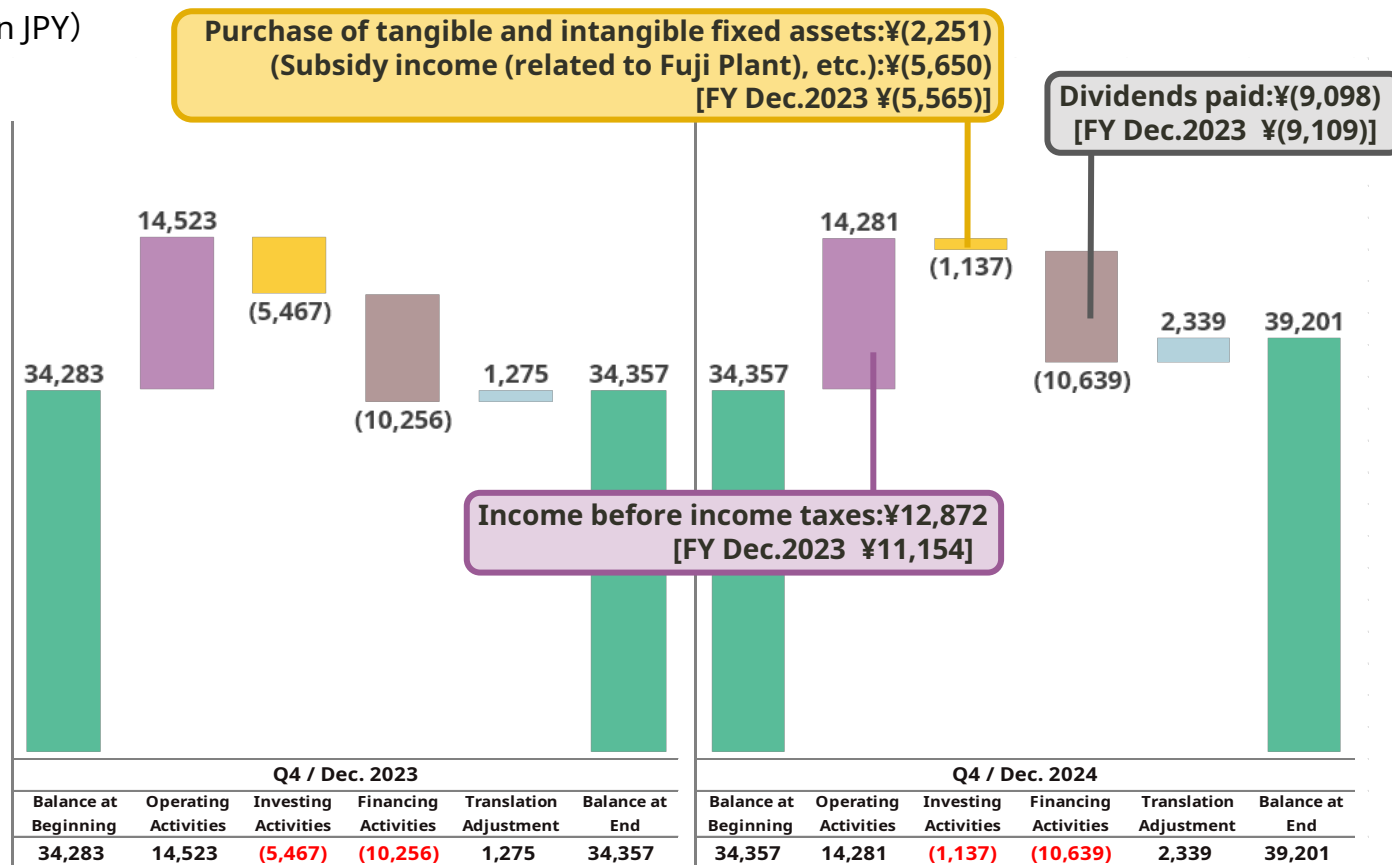 n JPY）
Purchase of tangible and intangible fixed assets:¥(2,251)
(Subsidy income (related to Fuji Plant), etc.):¥(5,650)
[FY Dec.2023 ¥(5,565)]
Dividends paid:¥(9,098)
[FY Dec.2023 ¥(9,109)]
14,523
(5,467)
34,283
(10,256)
1,275
34,357
34,357
14,281
(1,137)
(10,639)
2,339
39,201
Income before income taxes:¥12,872
[FY Dec.2023 ¥11,154]
Q4 / Dec. 2023
Balance at Beginning
Operating Activities
Investing Activities
Financing Activities
Translation Adjustment
Balance at End
34,283 14,523 (5,467) (10,256) 1,275 34,357
Q4 / Dec. 2024
Balance at Beginning
Operating Activities
Investing Activities
Financing Activities
Translation Adjustment
Balance at End
34,357 14,281 (1,137) (10,639) 2,339 39,201